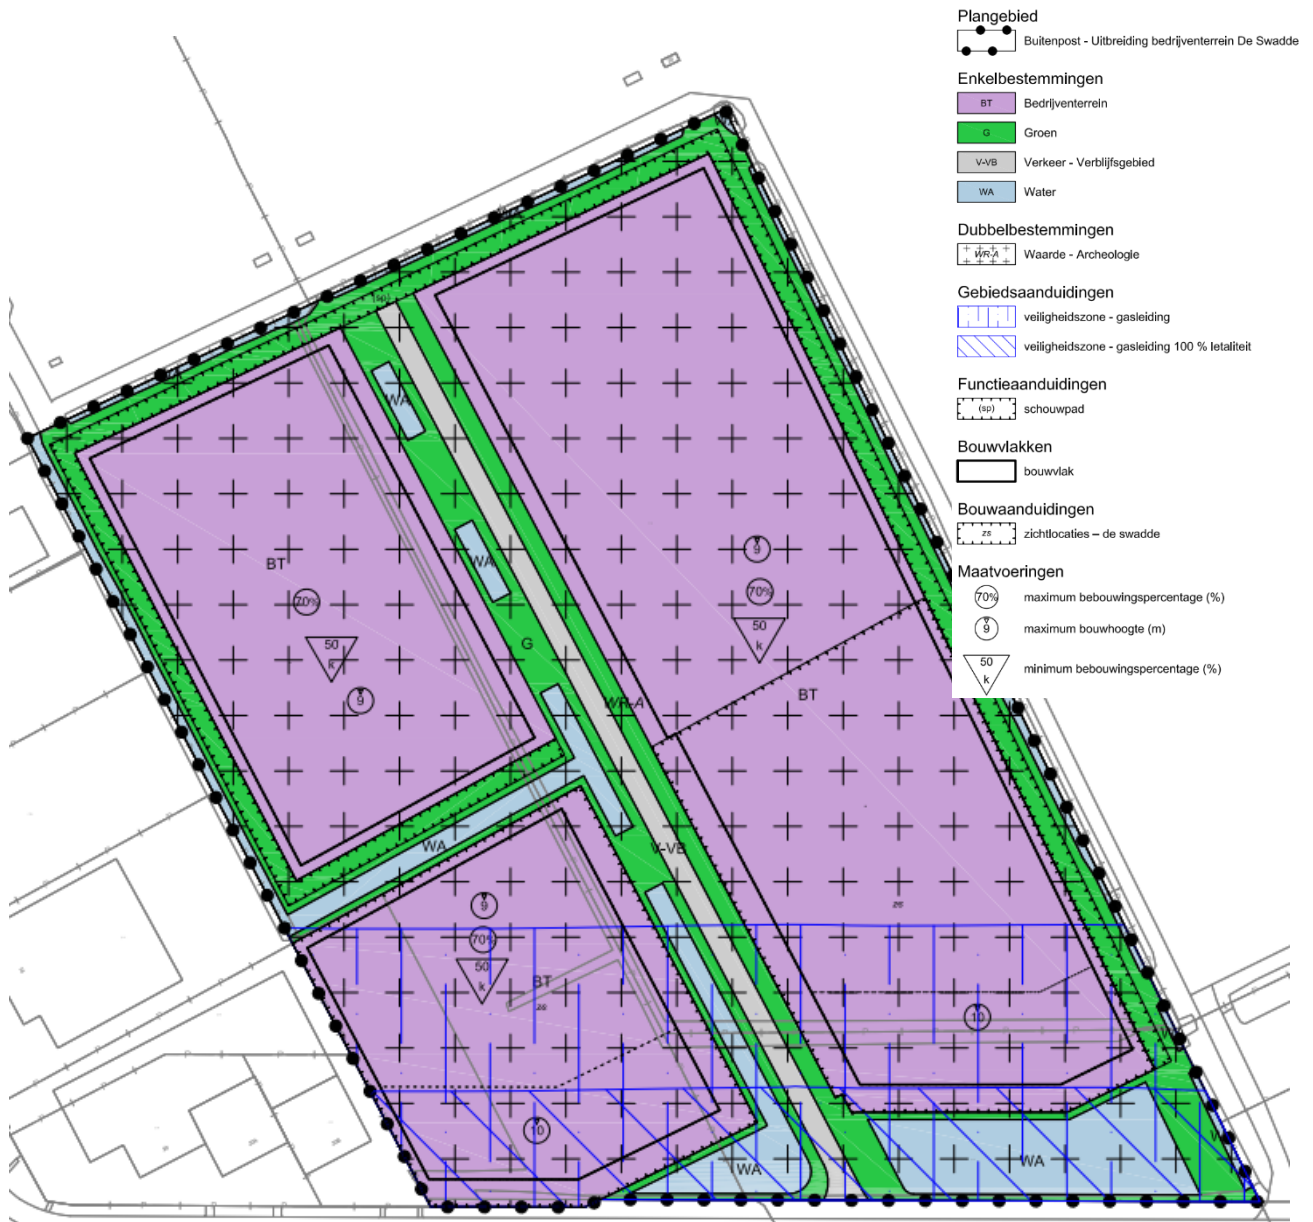 Plangebied
Buitenpost - Uitbreiding bedrijventerrein De Swadde
Enkelbestemmingen
BT Bedrijventerrein
G Groen
V-VB Verkeer - Verblijfsgebied
WA Water
Dubbelbestemmingen
WR-A Waarde - Archeologie
Gebiedsaanduidingen
veiligheidszone - gasleiding
veiligheidszone - gasleiding 100 % letaliteit
Functieaanduidingen
(sp) schouwpad
Bouwvlakken
bouwvlak
Bouwaanduidingen
zs zichtlocaties – de swadde
Maatvoeringen
70% maximum bebouwingspercentage (%)
9 maximum bouwhoogte (m)
50
k
minimum bebouwingspercentage (%)
WA
WA
(sp)
WA
BT
70%
50
k
9
WA
G
9
70%
50
k
BT
WR-A
WA
V-VB
zs
9
70%
50
k
BT
zs
10
10
WA
WA